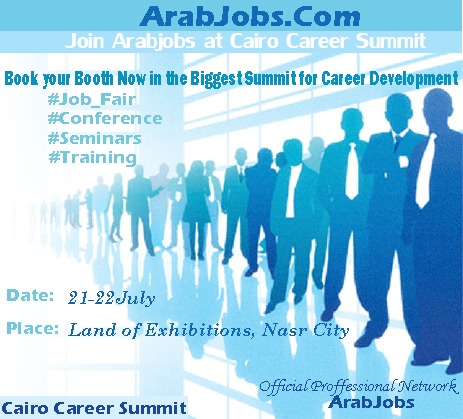 ArabJobs.Com
Join Arabjobs at Cairo Career Summit
Book your Booth Now in the Biggest Summit for Career Development
#Job_Fair
#Conference
#Seminars
#Training
Date: 21-22July
Place: Land of Exhibitions, Nasr City
Official Proffessional Network
ArabJobs
Cairo Career Summit